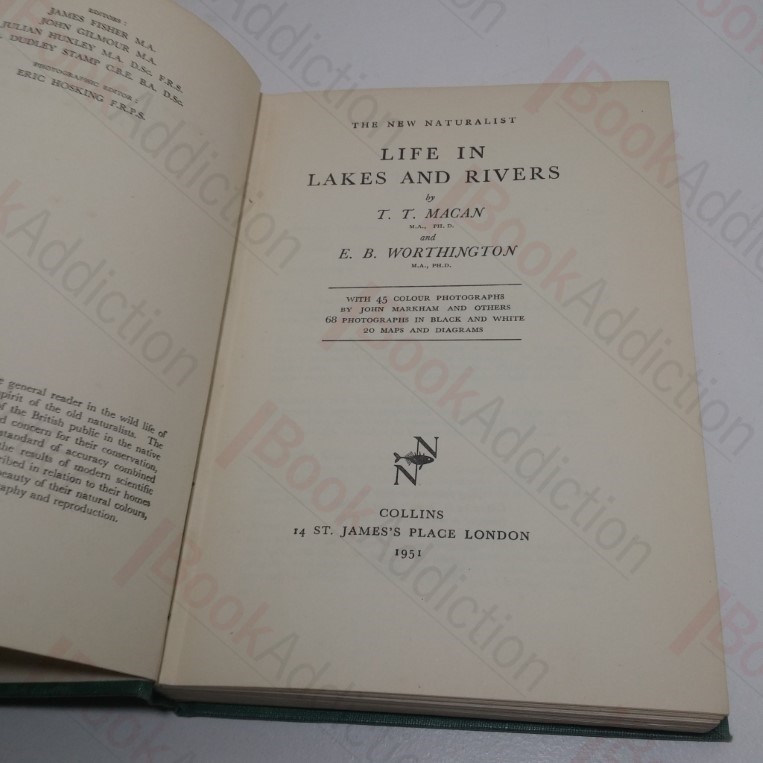 EDITORS:
JAMES FISHER M.A.
JOHN GILMOUR M.A.
JULIAN HUXLEY M.A. D.Sc. F.R.S.
DUDLEY STAMP C.B.E. B.A. D.Sc.
PHOTOGRAPHIC EDITOR:
ERIC HOSKING F.R.P.S.
general reader in the wild life of
spirit of the old naturalists. The
of the British public in the native
concern for their conservation,
standard of accuracy combined
the results of modern scientific
in relation to their homes
beauty of their natural colours,
and reproduction.
THE NEW NATURALIST
LIFE IN
LAKES AND RIVERS
by
T. T. MACAN
M.A., PH.D.
and
E. B. WORTHINGTON
M.A., PH.D.
WITH 45 COLOUR PHOTOGRAPHS
BY JOHN MARKHAM AND OTHERS
68 PHOTOGRAPHS IN BLACK AND WHITE
20 MAPS AND DIAGRAMS
N
N
COLLINS
14 ST. JAMES'S PLACE LONDON
1951
BookAddiction